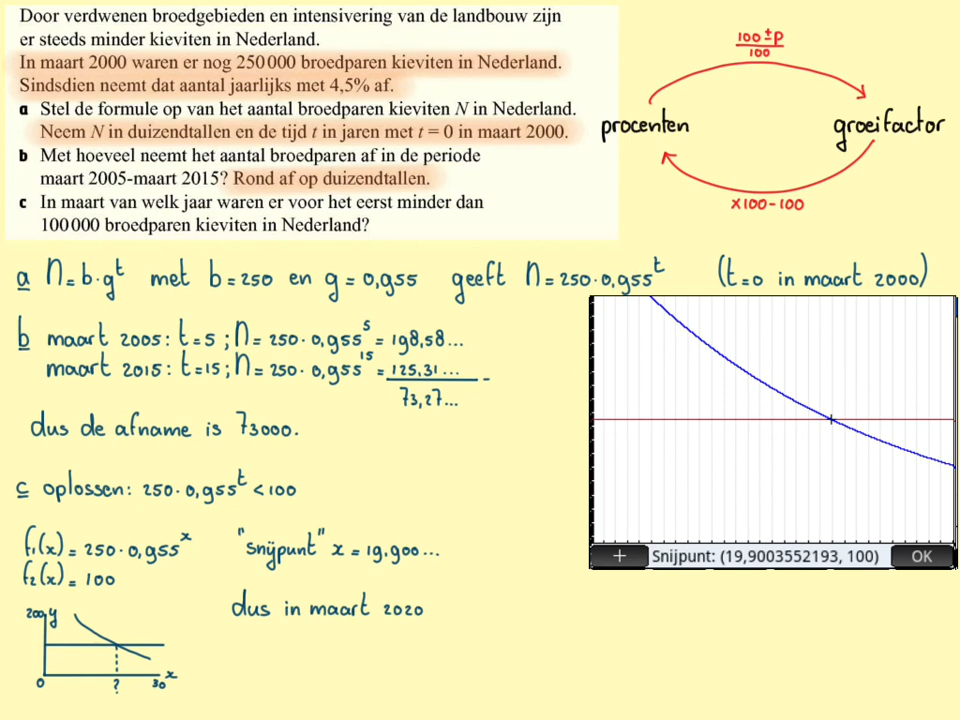 Door verdwenen broedgebieden en intensivering van de landbouw zijn
er steeds minder kieviten in Nederland.
In maart 2000 waren er nog 250 000 broedparen kieviten in Nederland.
Sindsdien neemt dat aantal jaarlijks met 4,5% af.
a Stel de formule op van het aantal broedparen kieviten N in Nederland.
Neem N in duizendtallen en de tijd t in jaren met t = 0 in maart 2000.
b Met hoeveel neemt het aantal broedparen af in de periode
maart 2005-maart 2015? Rond af op duizendtallen.
c In maart van welk jaar waren er voor het eerst minder dan
100 000 broedparen kieviten in Nederland?
100 ± p
100
procenten
groeifactor
x100-100
a N = b·g^t met b = 250 en g = 0,955 geeft N = 250·0,955^t (t=0 in maart 2000)
b maart 2005: t = 5 ; N = 250·0,955^5 = 198,58...
maart 2015: t = 15 ; N = 250·0,955^15 = 125,31... -
73,27...
dus de afname is 73000.
c oplossen: 250·0,955^t < 100
f1(x) = 250·0,955^x "snijpunt" x = 19,900...
f2(x) = 100
dus in maart 2020
200 y
x
0 ? 30
+ Snijpunt: (19,9003552193, 100) OK